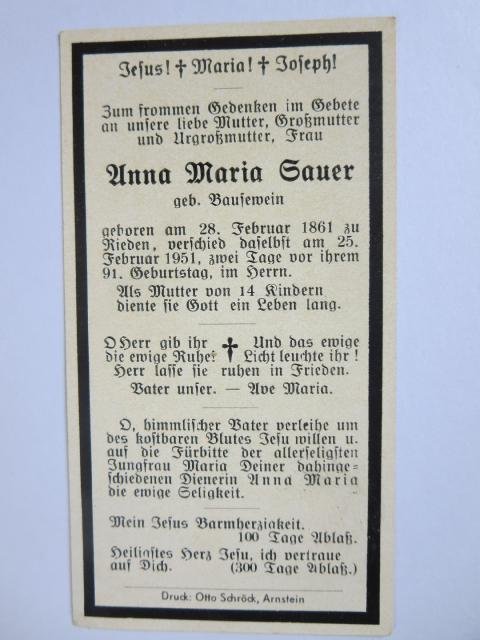 Jesus! † Maria! † Joseph!
Zum frommen Gedenken im Gebete
an unsere liebe Mutter, Großmutter
und Urgroßmutter, Frau
Anna Maria Sauer
geb. Bausewein
geboren am 28. Februar 1861 zu
Rieden, verschied daselbst am 25.
Februar 1951, zwei Tage vor ihrem
91. Geburtstag, im Herrn.
Als Mutter von 14 Kindern
diente sie Gott ein Leben lang.
O Herr gib ihr † Und das ewige
die ewige Ruhe! Licht leuchte ihr!
Herr lasse sie ruhen in Frieden.
Vater unser. — Ave Maria.
O, himmlischer Vater verleihe um
des kostbaren Blutes Jesu willen u.
auf die Fürbitte der allerseligsten
Jungfrau Maria Deiner dahinge=
schiedenen Dienerin Anna Maria
die ewige Seligkeit.
Mein Jesus Barmherzigkeit.
100 Tage Ablaß.
Heiligstes Herz Jesu, ich vertraue
auf Dich. (300 Tage Ablaß.)
Druck: Otto Schröck, Arnstein